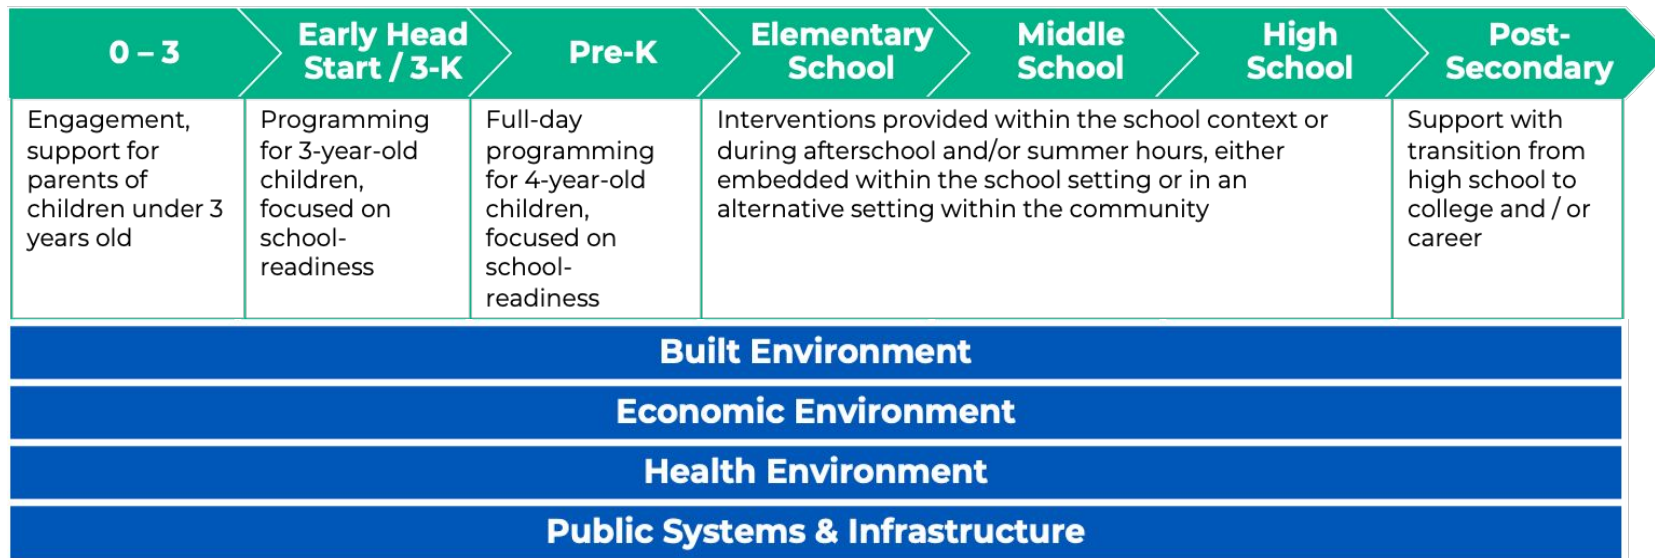 0 – 3
Early Head
Start / 3-K
Pre-K
Elementary
School
Middle
School
High
School
Post-
Secondary
Engagement,
support for
parents of
children under 3
years old
Programming
for 3-year-old
children,
focused on
school-
readiness
Full-day
programming
for 4-year-old
children,
focused on
school-
readiness
Interventions provided within the school context or
during afterschool and/or summer hours, either
embedded within the school setting or in an
alternative setting within the community
Support with
transition from
high school to
college and / or
career
Built Environment
Economic Environment
Health Environment
Public Systems & Infrastructure